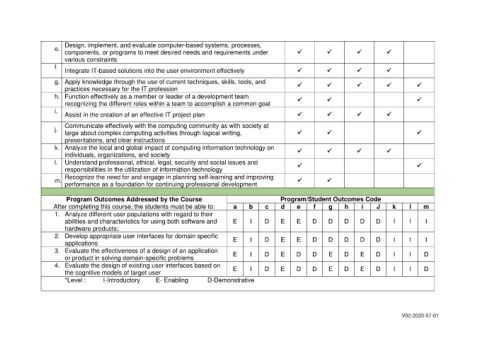 e. Design, implement, and evaluate computer-based systems, processes, components, or programs to meet desired needs and requirements under various constraints ✓ ✓ ✓ ✓
f. Integrate IT-based solutions into the user environment effectively ✓ ✓ ✓ ✓
g. Apply knowledge through the use of current techniques, skills, tools, and practices necessary for the IT profession ✓ ✓ ✓ ✓ ✓
h. Function effectively as a member or leader of a development team recognizing the different roles within a team to accomplish a common goal ✓ ✓ ✓
i. Assist in the creation of an effective IT project plan ✓ ✓ ✓ ✓
j. Communicate effectively with the computing community as with society at large about complex computing activities through logical writing, presentations, and clear instructions ✓ ✓ ✓
k. Analyze the local and global impact of computing information technology on individuals, organizations, and society ✓ ✓ ✓ ✓
l. Understand professional, ethical, legal, security and social issues and responsibilities in the utilization of information technology ✓ ✓
m. Recognize the need for and engage in planning self-learning and improving performance as a foundation for continuing professional development ✓ ✓
Program Outcomes Addressed by the Course Program/Student Outcomes Code
After completing this course, the students must be able to: a b c d e f g h i J k l m
1. Analyze different user populations with regard to their abilities and characteristics for using both software and hardware products; E I D E E D D D D D I I I
2. Develop appropriate user interfaces for domain specific applications E I D E E D D D D D I I I
3. Evaluate the effectiveness of a design of an application or product in solving domain-specific problems E I D D D D E D E D I I D
4. Evaluate the design of existing user interfaces based on the cognitive models of target user E I D E D D E D E D I I D
*Level : I-Introductory E- Enabling D-Demonstrative
V02-2020-07-01